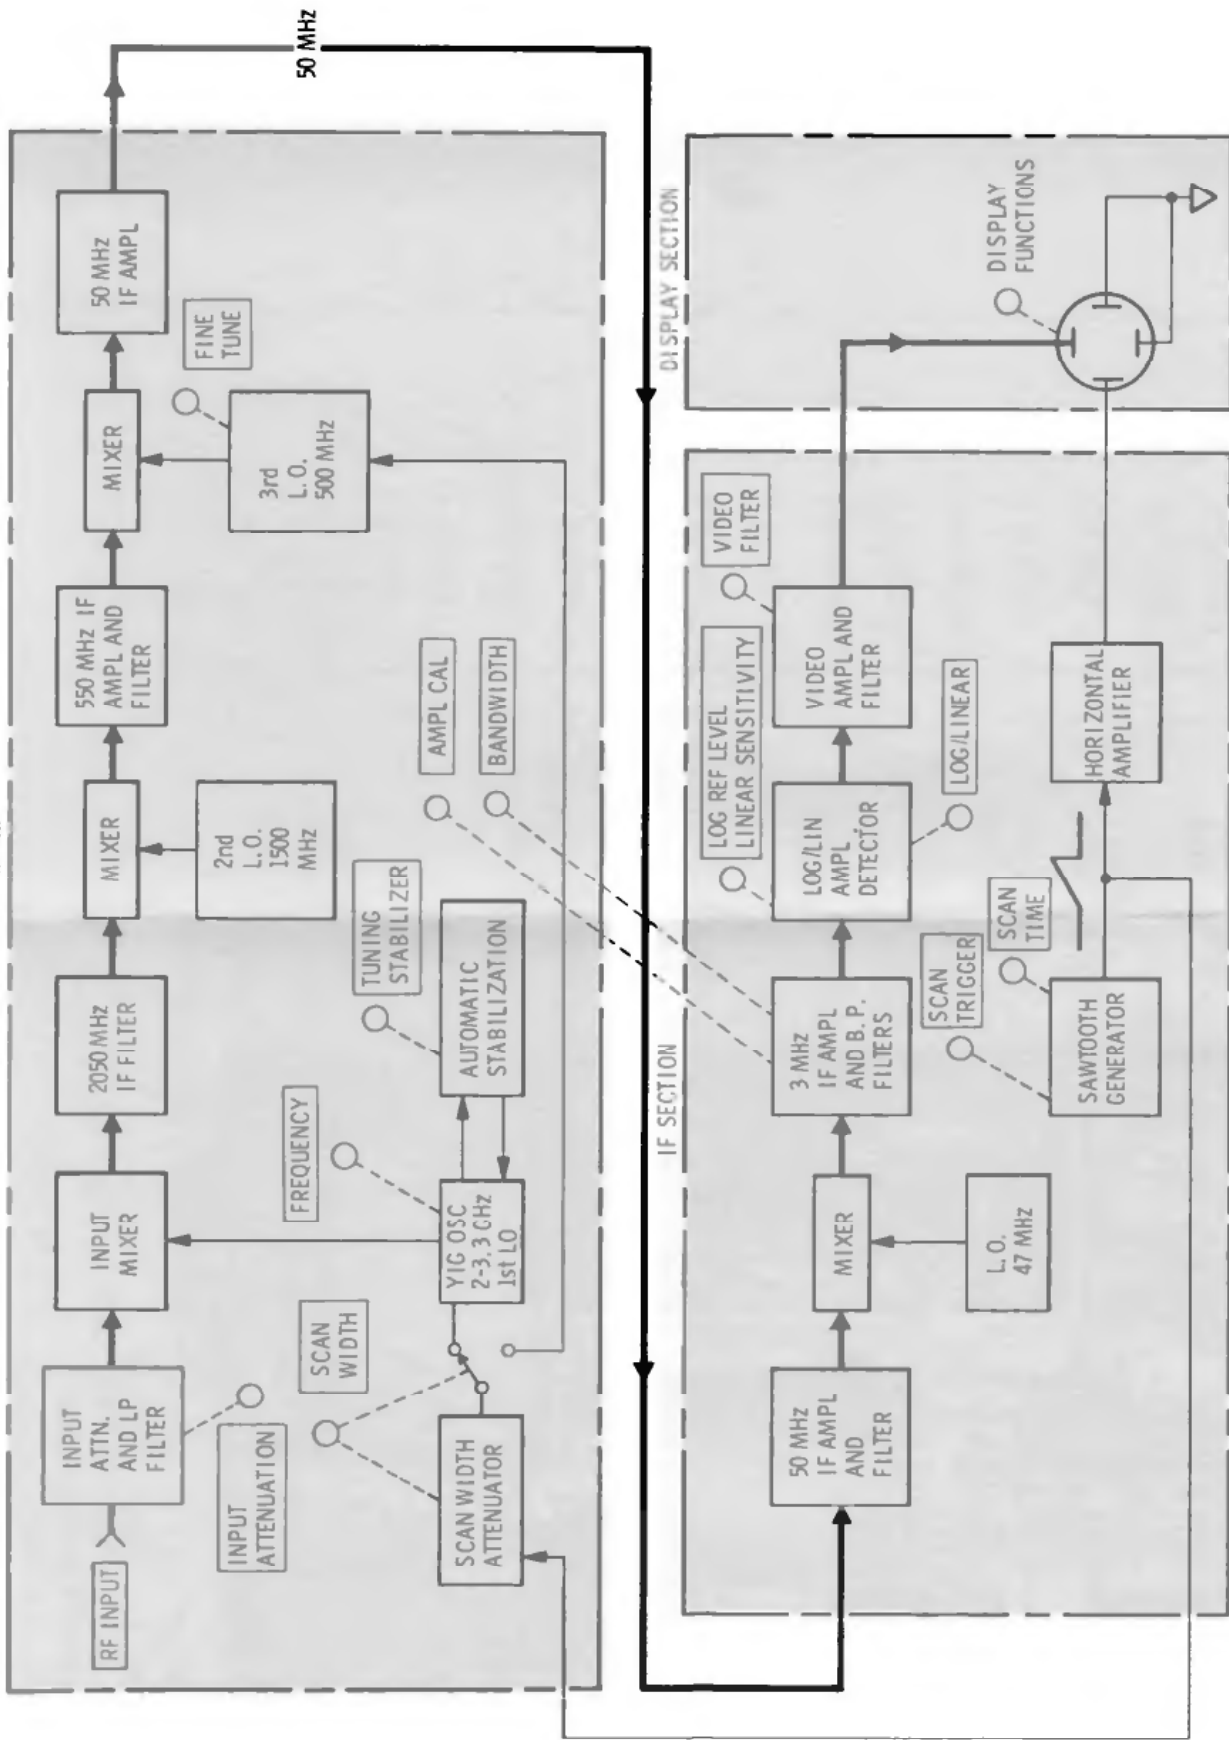 RF INPUT
INPUT
ATTN.
AND LP
FILTER
INPUT
ATTENUATION
INPUT
MIXER
2050 MHz
IF FILTER
MIXER
2nd
L.O.
1500
MHz
550 MHz IF
AMPL AND
FILTER
MIXER
3rd
L.O.
500 MHz
FINE
TUNE
50 MHz
IF AMPL
50 MHz
SCAN WIDTH
ATTENUATOR
SCAN
WIDTH
YIG OSC
2-3.3 GHz
1st LO
FREQUENCY
AUTOMATIC
STABILIZATION
TUNING
STABILIZER
AMPL CAL
BANDWIDTH
IF SECTION
50 MHz
IF AMPL
AND
FILTER
MIXER
L.O.
47 MHz
3 MHz
IF AMPL
AND B.P.
FILTERS
LOG/LIN
AMPL.
DETECTOR
LOG REF LEVEL
LINEAR SENSITIVITY
LOG/LINEAR
VIDEO
AMPL AND
FILTER
VIDEO
FILTER
SAWTOOTH
GENERATOR
SCAN
TRIGGER
SCAN
TIME
HORIZONTAL
AMPLIFIER
DISPLAY SECTION
DISPLAY
FUNCTIONS